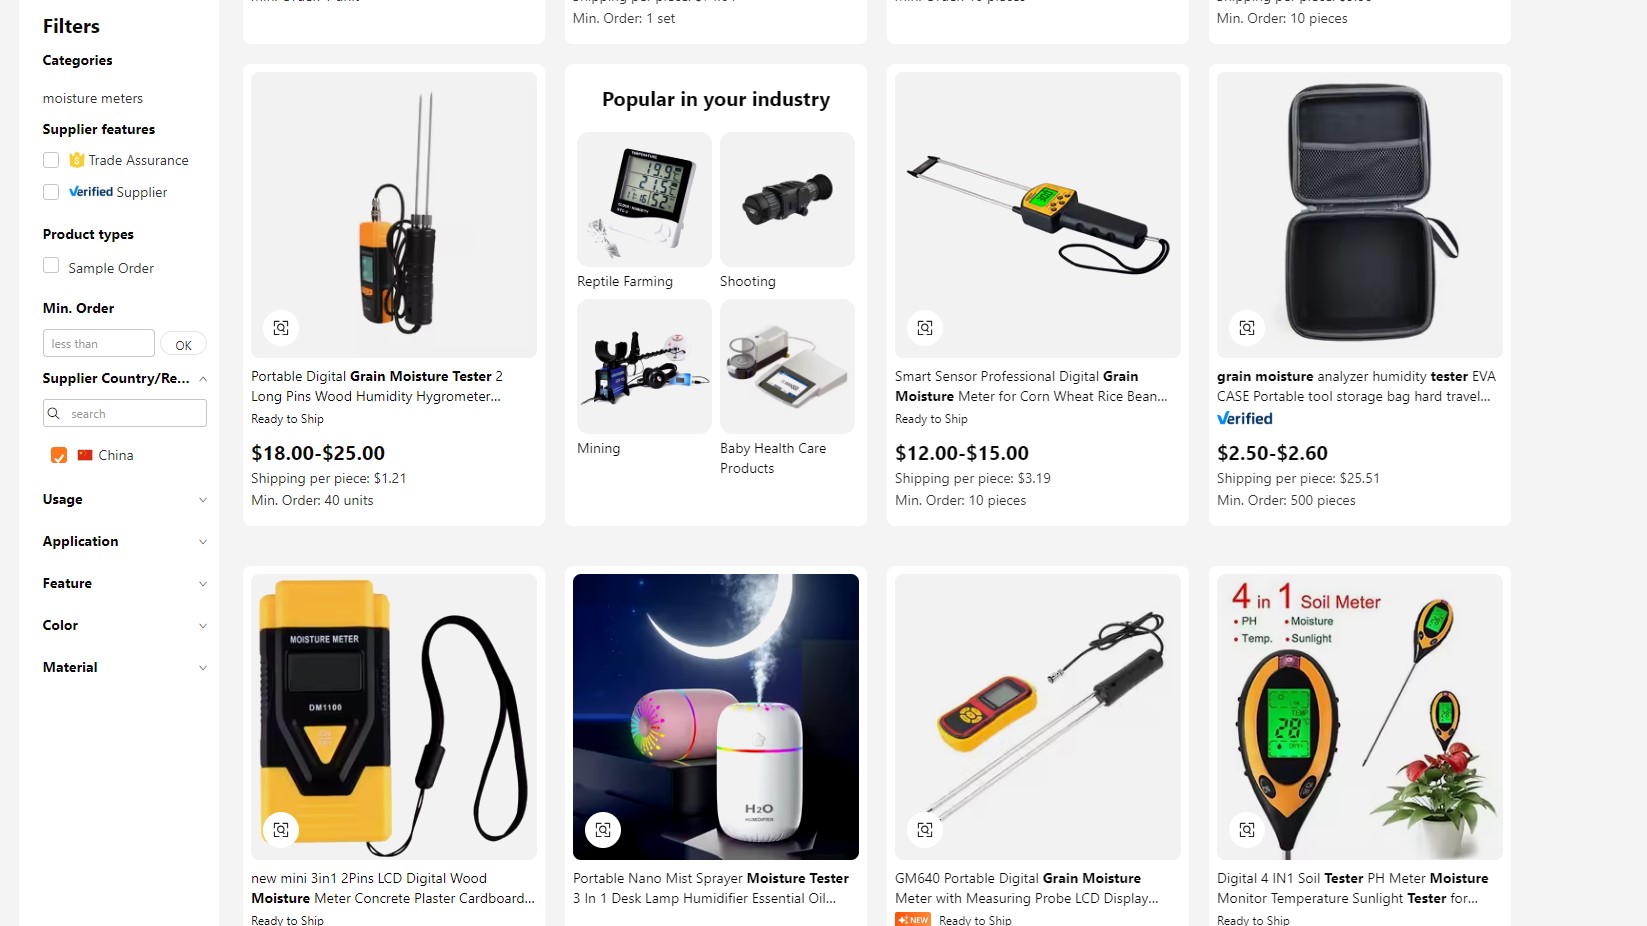 Filters
Categories
moisture meters
Supplier features
Trade Assurance
Verified Supplier
Product types
Sample Order
Min. Order
less than
OK
Supplier Country/Re...
search
China
Usage
Application
Feature
Color
Material
Min. Order: 1 set
Min. Order: 10 pieces
Portable Digital Grain Moisture Tester 2
Long Pins Wood Humidity Hygrometer...
Ready to Ship
$18.00-$25.00
Shipping per piece: $1.21
Min. Order: 40 units
Popular in your industry
TEMPERATURE
Reptile Farming
Shooting
Mining
Baby Health Care
Products
Smart Sensor Professional Digital Grain
Moisture Meter for Corn Wheat Rice Bean...
Ready to Ship
$12.00-$15.00
Shipping per piece: $3.19
Min. Order: 10 pieces
grain moisture analyzer humidity tester EVA
CASE Portable tool storage bag hard travel...
Verified
$2.50-$2.60
Shipping per piece: $25.51
Min. Order: 500 pieces
MOISTURE METER
DM1100
new mini 3in1 2Pins LCD Digital Wood
Moisture Meter Concrete Plaster Cardboard...
Ready to Ship
H2O
HUMIDIFIER
Portable Nano Mist Sprayer Moisture Tester
3 In 1 Desk Lamp Humidifier Essential Oil...
GM640 Portable Digital Grain Moisture
Meter with Measuring Probe LCD Display...
NEW Ready to Ship
4 in 1 Soil Meter
• PH • Moisture
• Temp. • Sunlight
TEMP
28
DRY+
Digital 4 IN1 Soil Tester PH Meter Moisture
Monitor Temperature Sunlight Tester for...
Ready to Ship